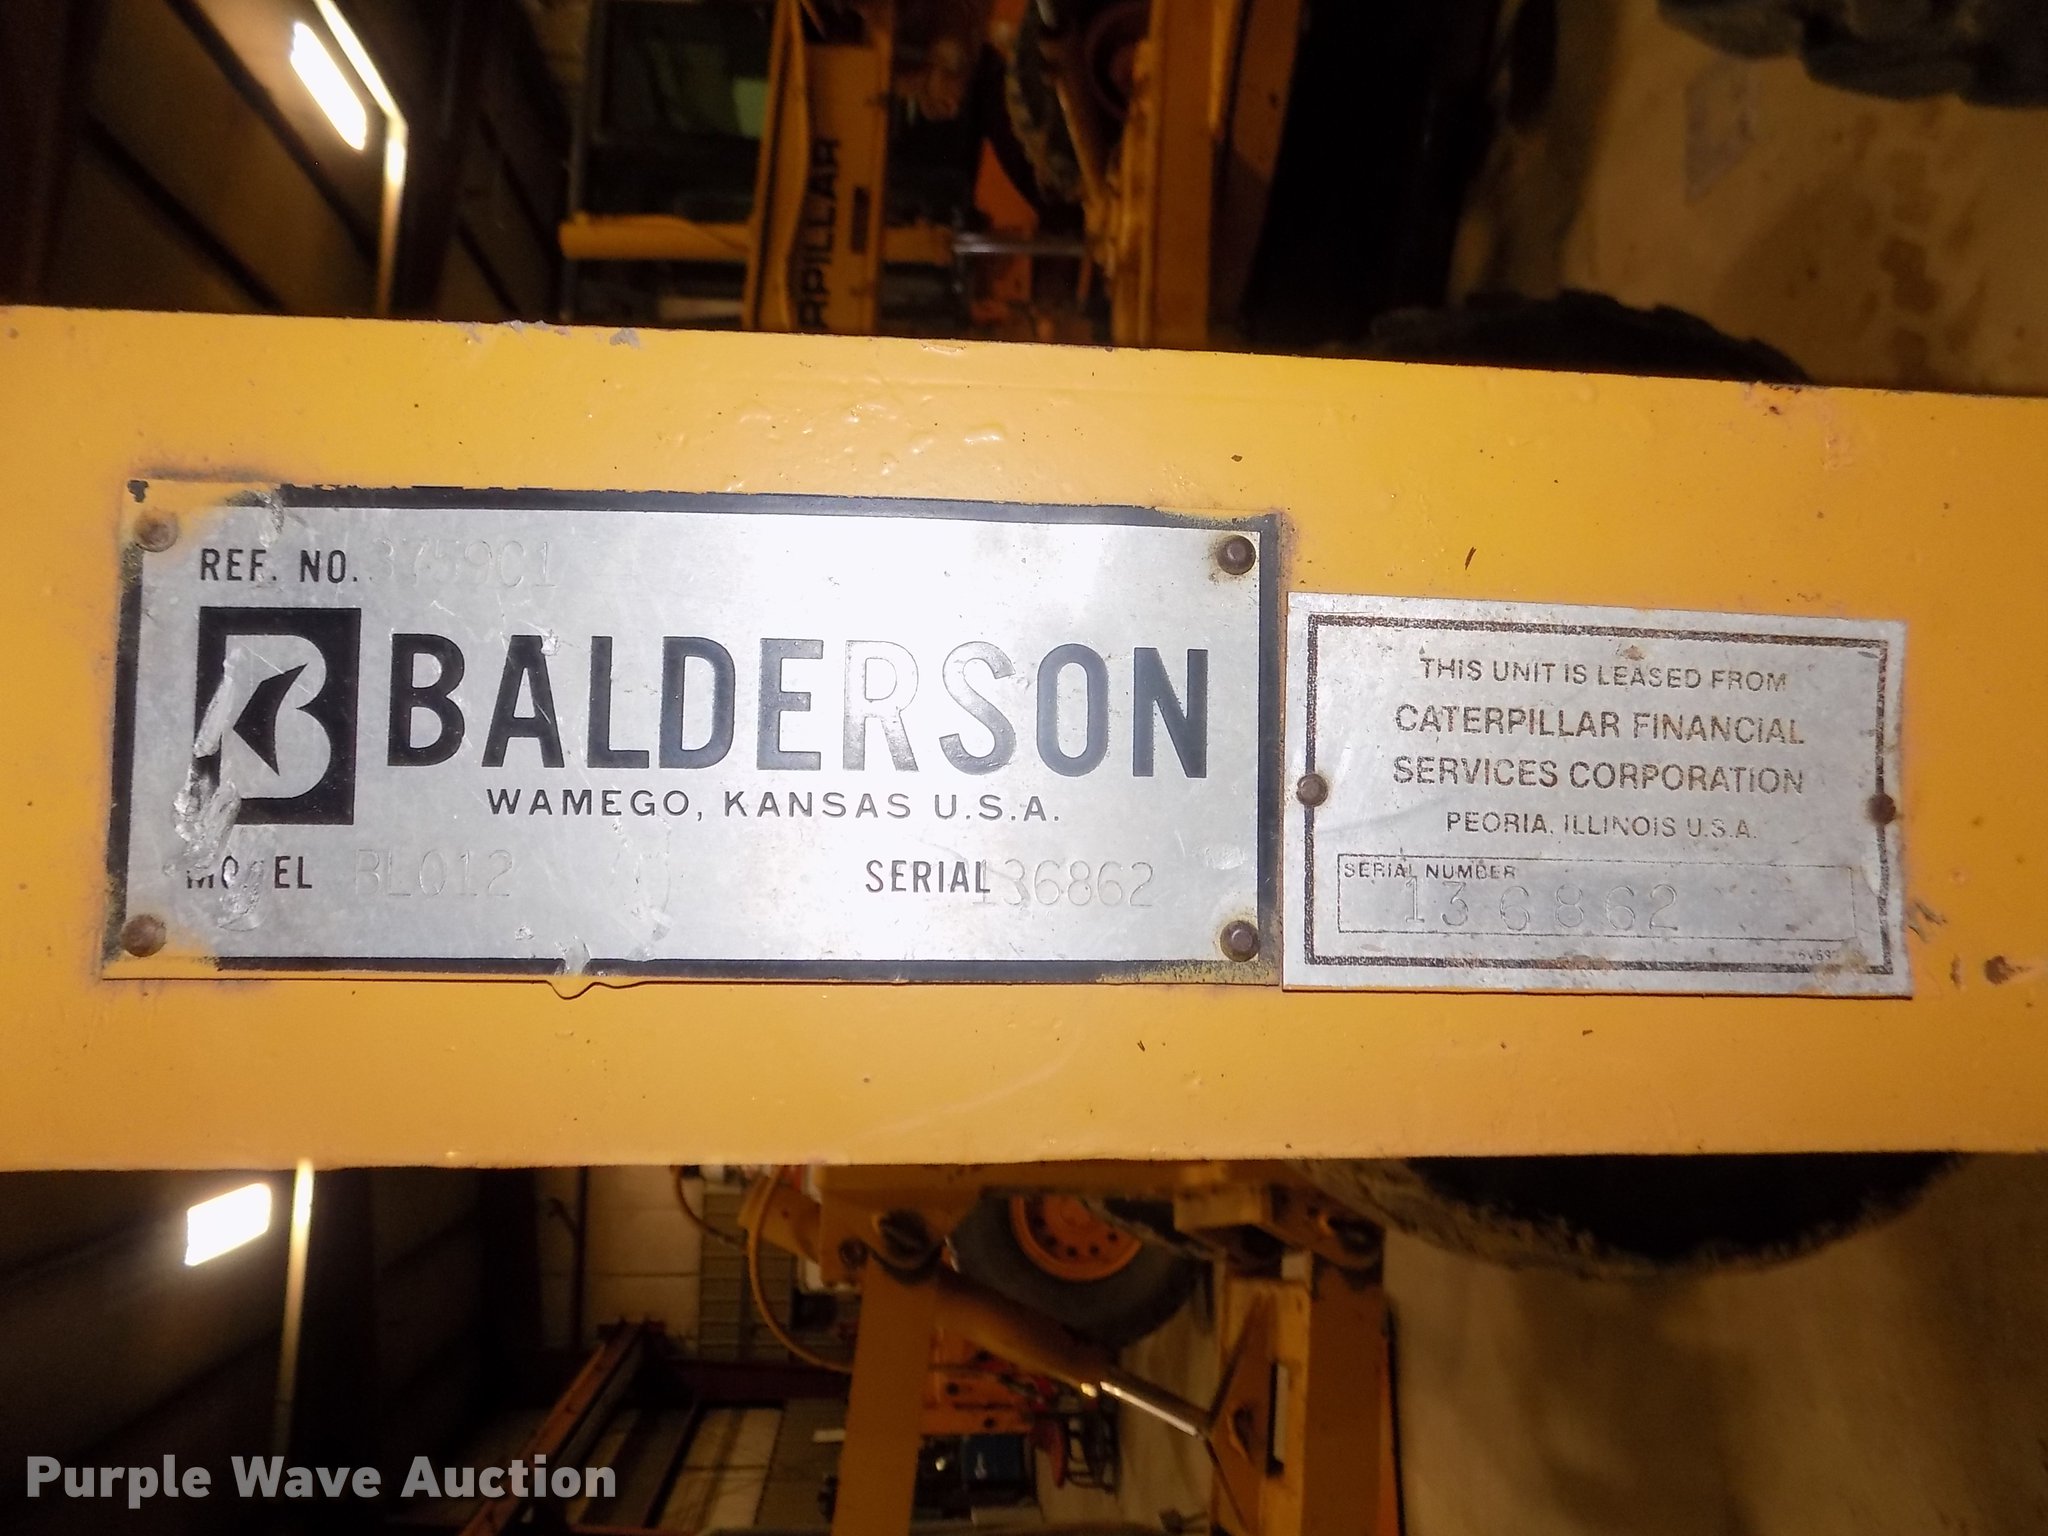 RPILLAR
REF. NO. 3759C1
BALDERSON
WAMEGO, KANSAS U.S.A.
MODEL BL012 SERIAL 136862
THIS UNIT IS LEASED FROM
CATERPILLAR FINANCIAL
SERVICES CORPORATION
PEORIA, ILLINOIS U.S.A.
SERIAL NUMBER
136862
Purple Wave Auction